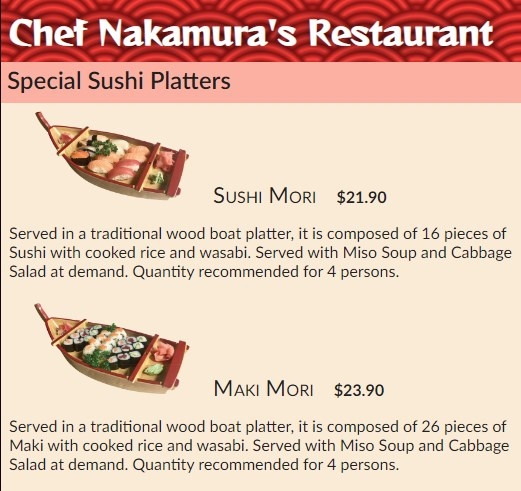 Chef Nakamura's Restaurant
Special Sushi Platters
SUSHI MORI $21.90
Served in a traditional wood boat platter, it is composed of 16 pieces of
Sushi with cooked rice and wasabi. Served with Miso Soup and Cabbage
Salad at demand. Quantity recommended for 4 persons.
MAKI MORI $23.90
Served in a traditional wood boat platter, it is composed of 26 pieces of
Maki with cooked rice and wasabi. Served with Miso Soup and Cabbage
Salad at demand. Quantity recommended for 4 persons.